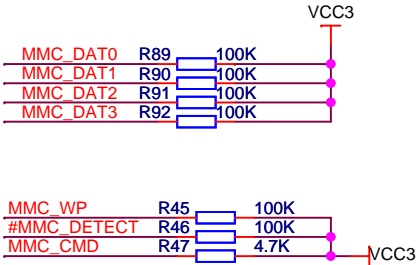 VCC3
MMC_DAT0 R89 100K
MMC_DAT1 R90 100K
MMC_DAT2 R91 100K
MMC_DAT3 R92 100K
MMC_WP R45 100K
#MMC_DETECT R46 100K
MMC_CMD R47 4.7K
VCC3